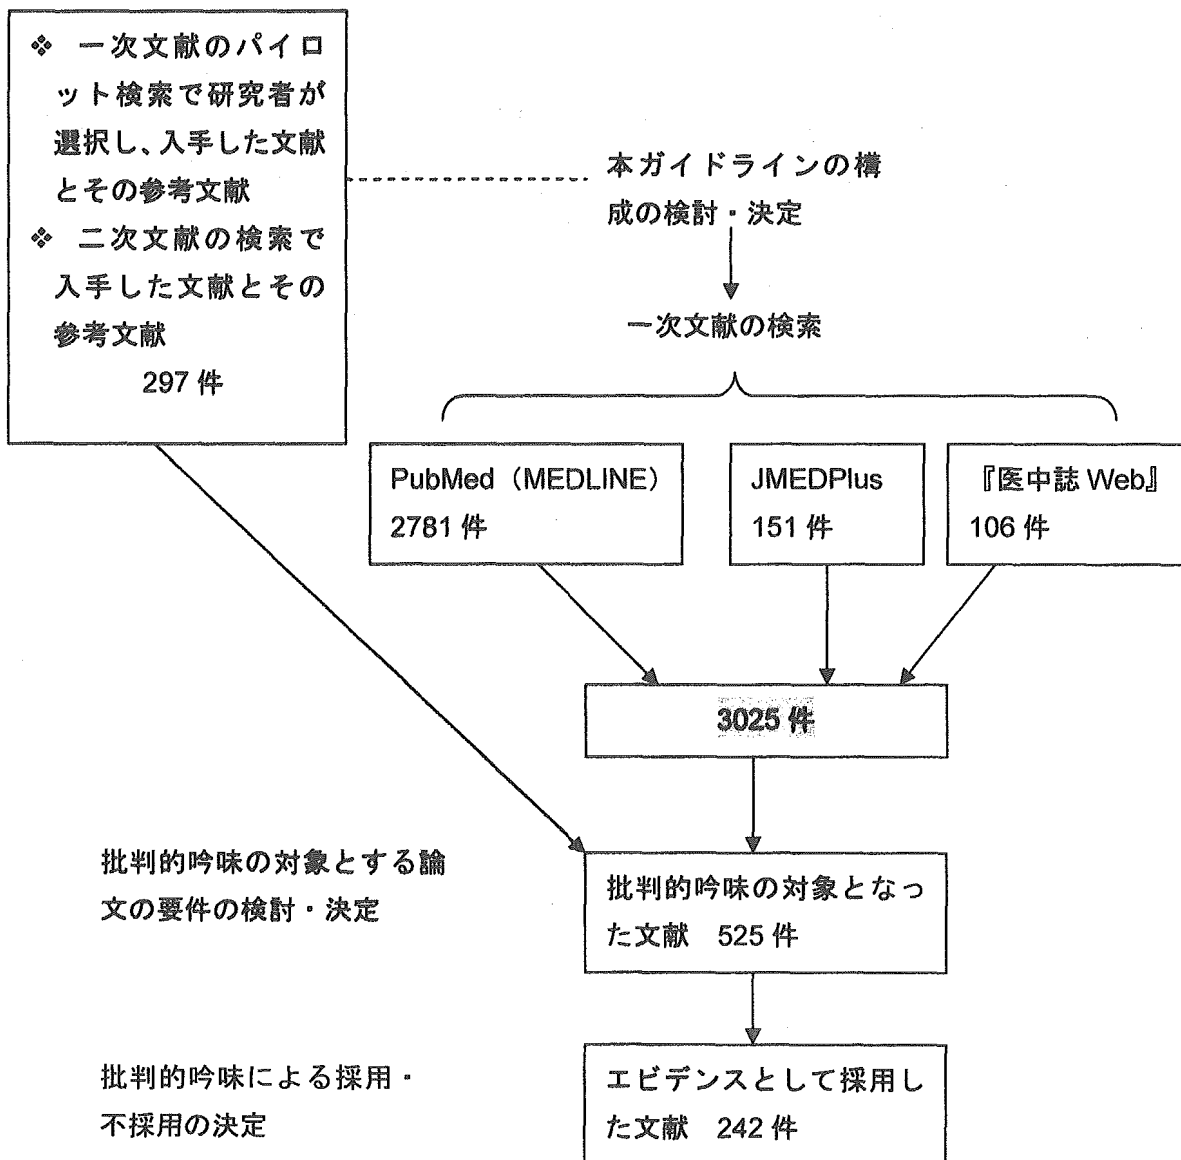 ❖ 一次文献のパイロ
ット検索で研究者が
選択し、入手した文献
とその参考文献
❖ 二次文献の検索で
入手した文献とその
参考文献
297 件
本ガイドラインの構
成の検討・決定
一次文献の検索
PubMed（MEDLINE）
2781 件
JMEDPlus
151 件
『医中誌 Web』
106 件
3025 件
批判的吟味の対象とする論
文の要件の検討・決定
批判的吟味の対象となっ
た文献 525 件
批判的吟味による採用・
不採用の決定
エビデンスとして採用し
た文献 242 件